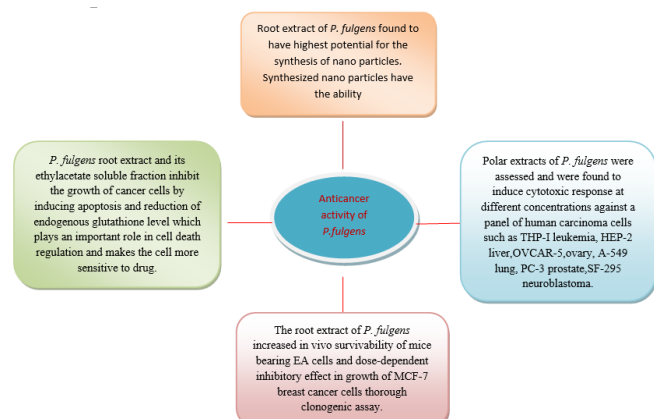 Root extract of P. fulgens found to
have highest potential for the
synthesis of nano particles.
Synthesized nano particles have
the ability
P. fulgens root extract and its
ethylacetate soluble fraction inhibit
the growth of cancer cells by
inducing apoptosis and reduction of
endogenous glutathione level which
plays an important role in cell death
regulation and makes the cell more
sensitive to drug.
Anticancer
activity of
P.fulgens
Polar extracts of P. fulgens were
assessed and were found to
induce cytotoxic response at
different concentrations against a
panel of human carcinoma cells
such as THP-I leukemia, HEP-2
liver,OVCAR-5,ovary, A-549
lung, PC-3 prostate,SF-295
neuroblastoma.
The root extract of P. fulgens
increased in vivo survivability of mice
bearing EA cells and dose-dependent
inhibitory effect in growth of MCF-7
breast cancer cells thorough
clonogenic assay.